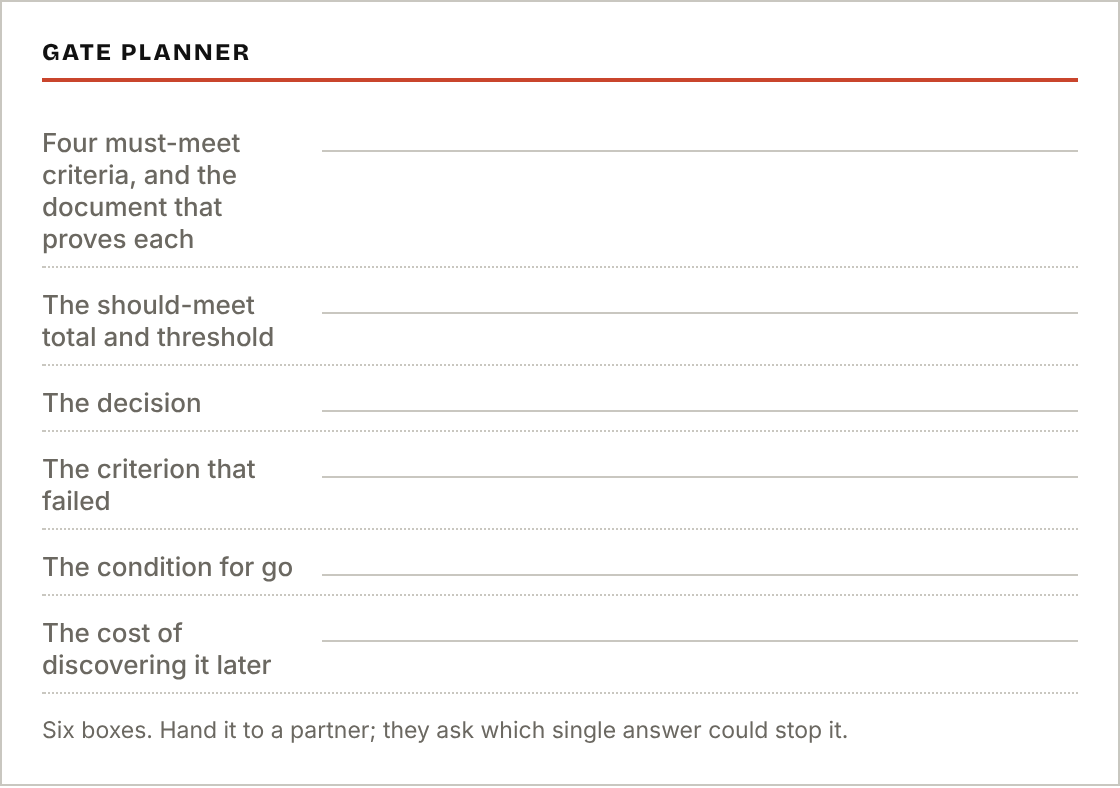 GATE PLANNER
Four must-meet
criteria, and the
document that
proves each
The should-meet
total and threshold
The decision
The criterion that
failed
The condition for go
The cost of
discovering it later
Six boxes. Hand it to a partner; they ask which single answer could stop it.